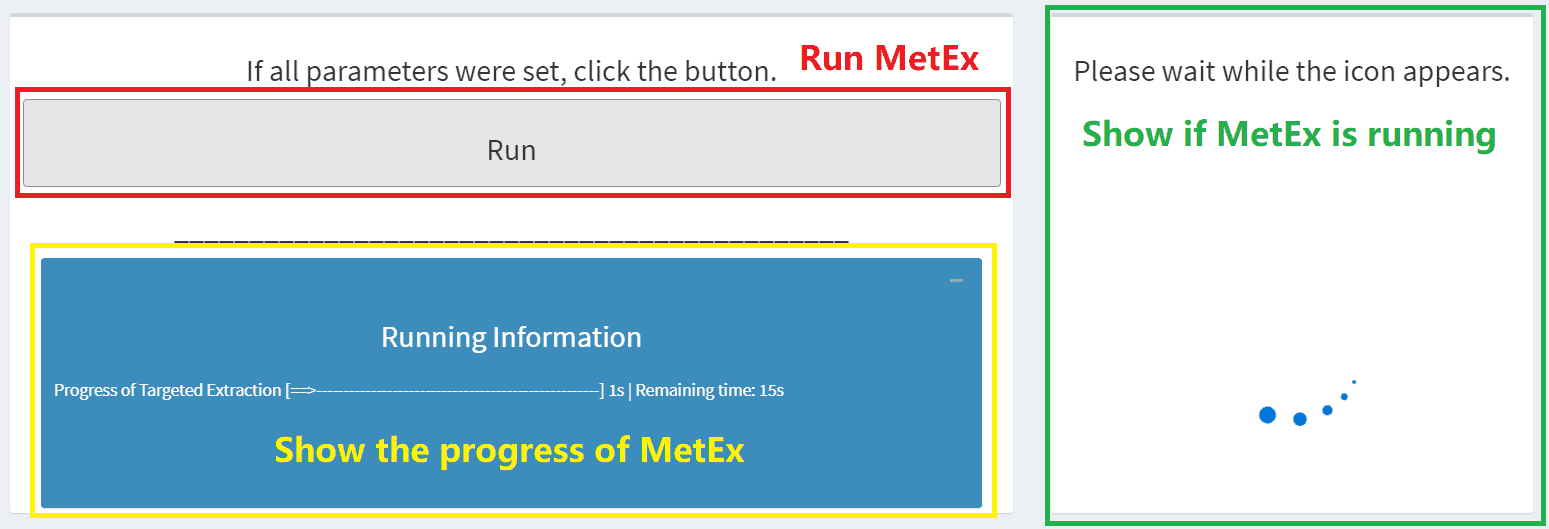 If all parameters were set, click the button.
Run MetEx
Run
Running Information
Progress of Targeted Extraction [==>--------------------------------------------------] 1s | Remaining time: 15s
Show the progress of MetEx
Please wait while the icon appears.
Show if MetEx is running